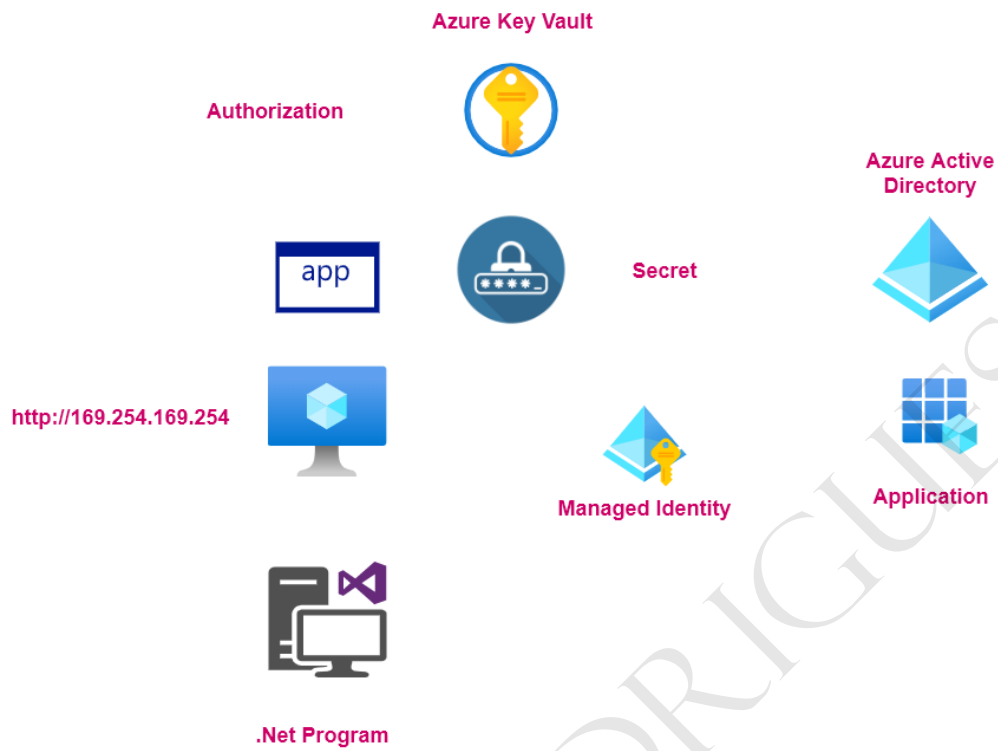 Azure Key Vault
Authorization
Azure Active
Directory
app
Secret
****_
http://169.254.169.254
Managed Identity
Application
.Net Program